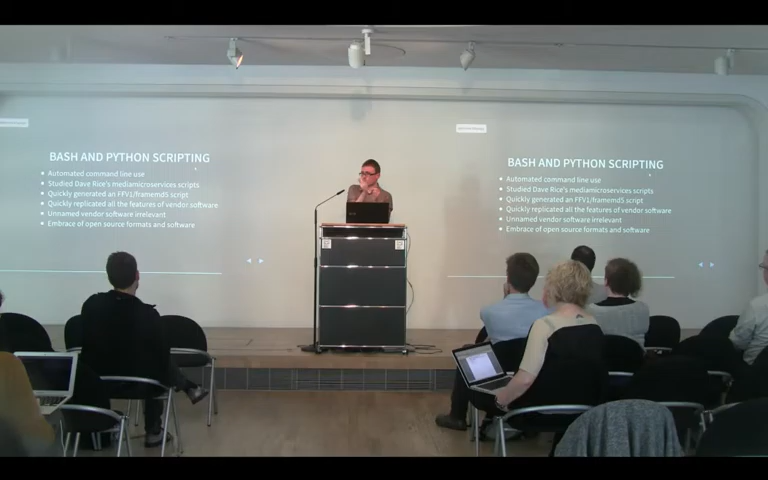 BASH AND PYTHON SCRIPTING
Automated command line use
Studied Dave Rice's mediamicroservices scripts
Quickly generated an FFV1/framemd5 script
Quickly replicated all the features of vendor software
Unnamed vendor software irrelevant
Embrace of open source formats and software
BASH AND PYTHON SCRIPTING
Automated command line use
Studied Dave Rice's mediamicroservices scripts
Quickly generated an FFV1/framemd5 script
Quickly replicated all the features of vendor software
Unnamed vendor software irrelevant
Embrace of open source formats and software